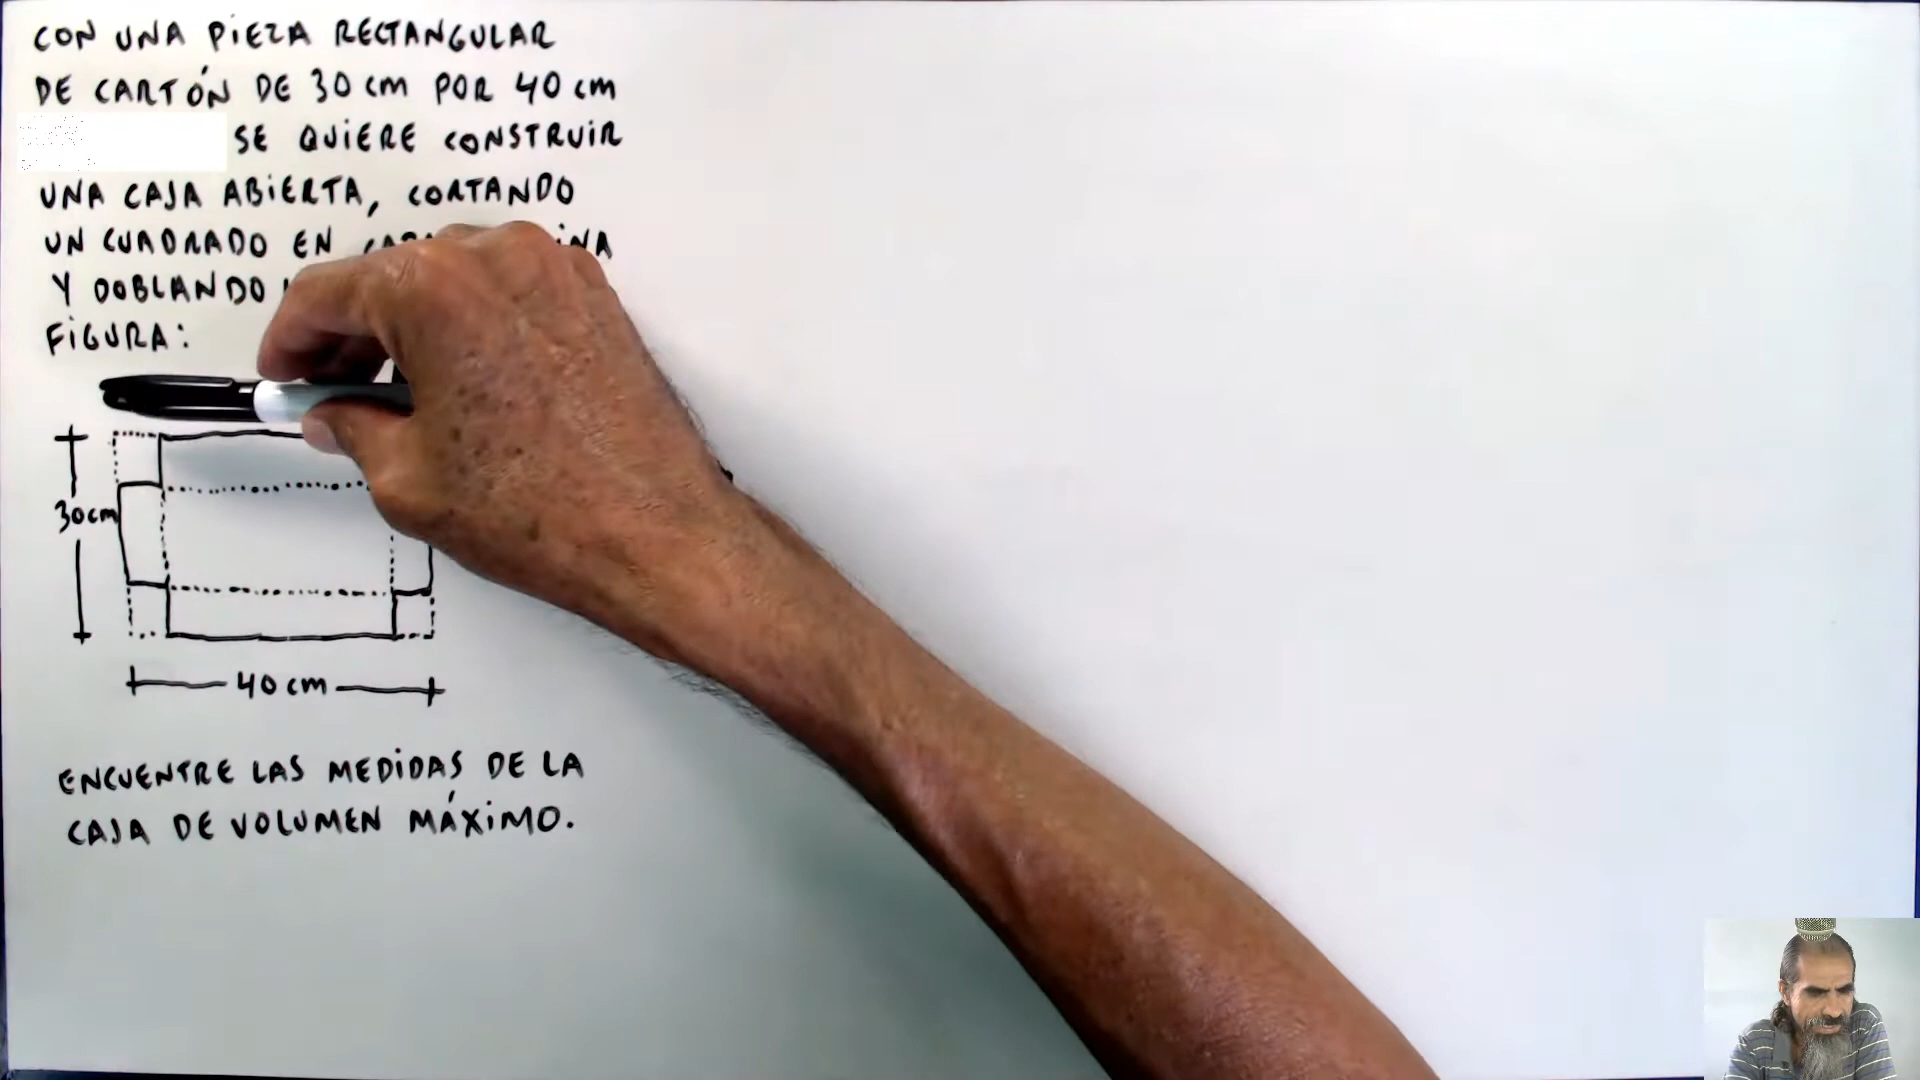 CON UNA PIEZA RECTANGULAR
DE CARTÓN DE 30 cm POR 40 cm
SE QUIERE CONSTRUIR
UNA CAJA ABIERTA, CORTANDO
UN CUADRADO EN
Y DOBLANDO
FIGURA:
30cm
40 cm
ENCUENTRE LAS MEDIDAS DE LA
CAJA DE VOLUMEN MÁXIMO.